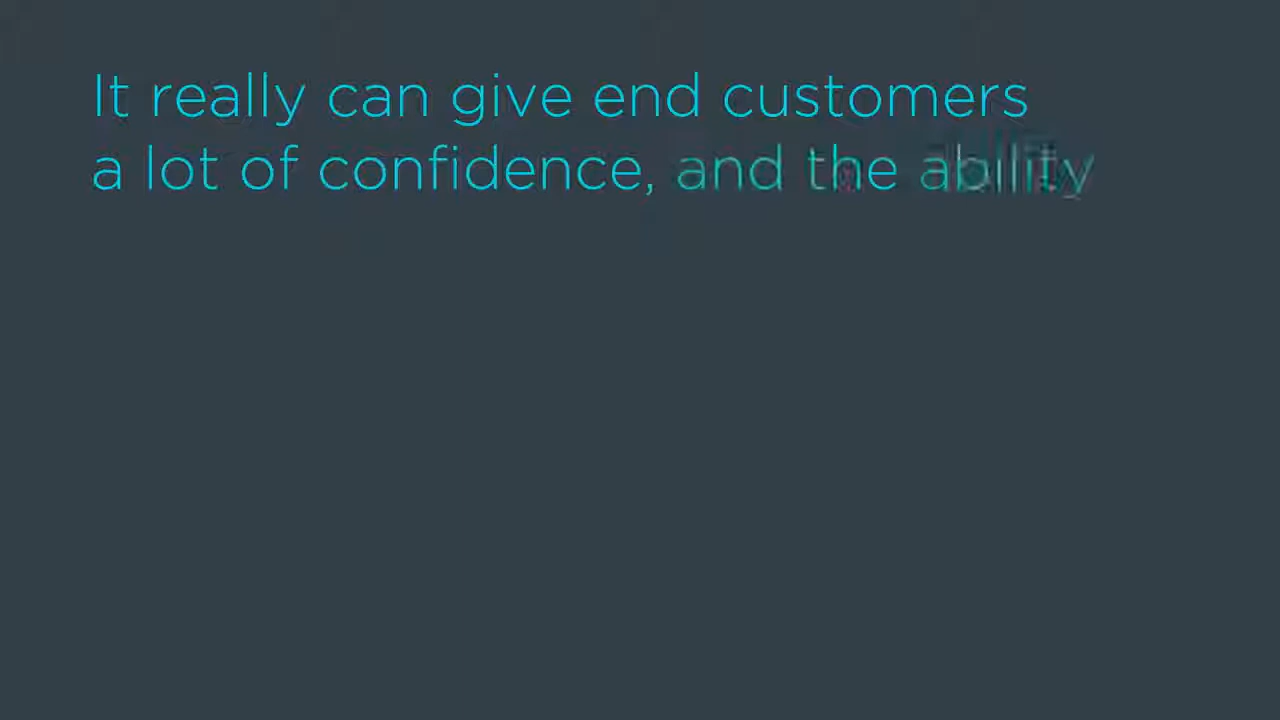 It really can give end customers
a lot of confidence, and the ability